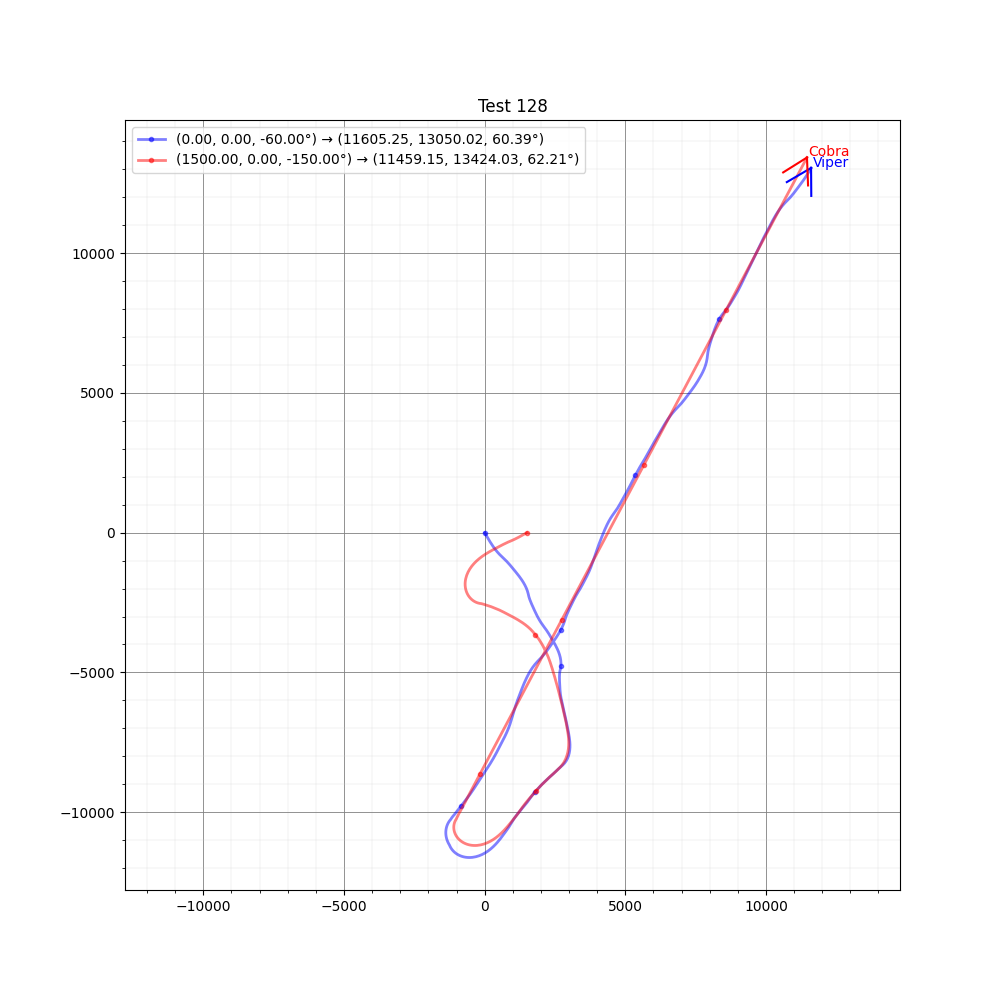 Test 128
(0.00, 0.00, -60.00°) → (11605.25, 13050.02, 60.39°)
(1500.00, 0.00, -150.00°) → (11459.15, 13424.03, 62.21°)
Cobra
Viper
10000
5000
0
−5000
−10000
−10000 −5000 0 5000 10000